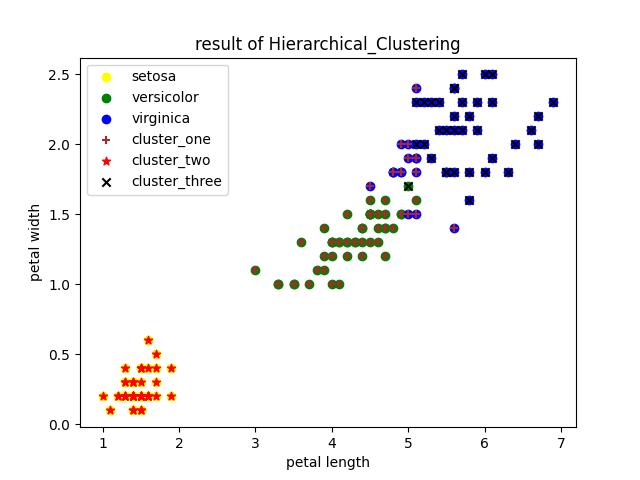 result of Hierarchical_Clustering
setosa
versicolor
virginica
cluster_one
cluster_two
cluster_three
petal width
2.5
2.0
1.5
1.0
0.5
0.0
1 2 3 4 5 6 7
petal length